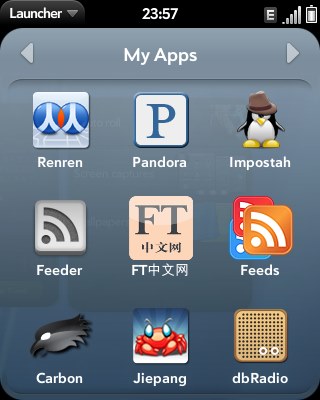 Launcher
23:57
E
My Apps
Renren
P
Pandora
Impostah
Feeder
FT
中文网
FT中文网
Feeds
Carbon
Jiepang
dbRadio